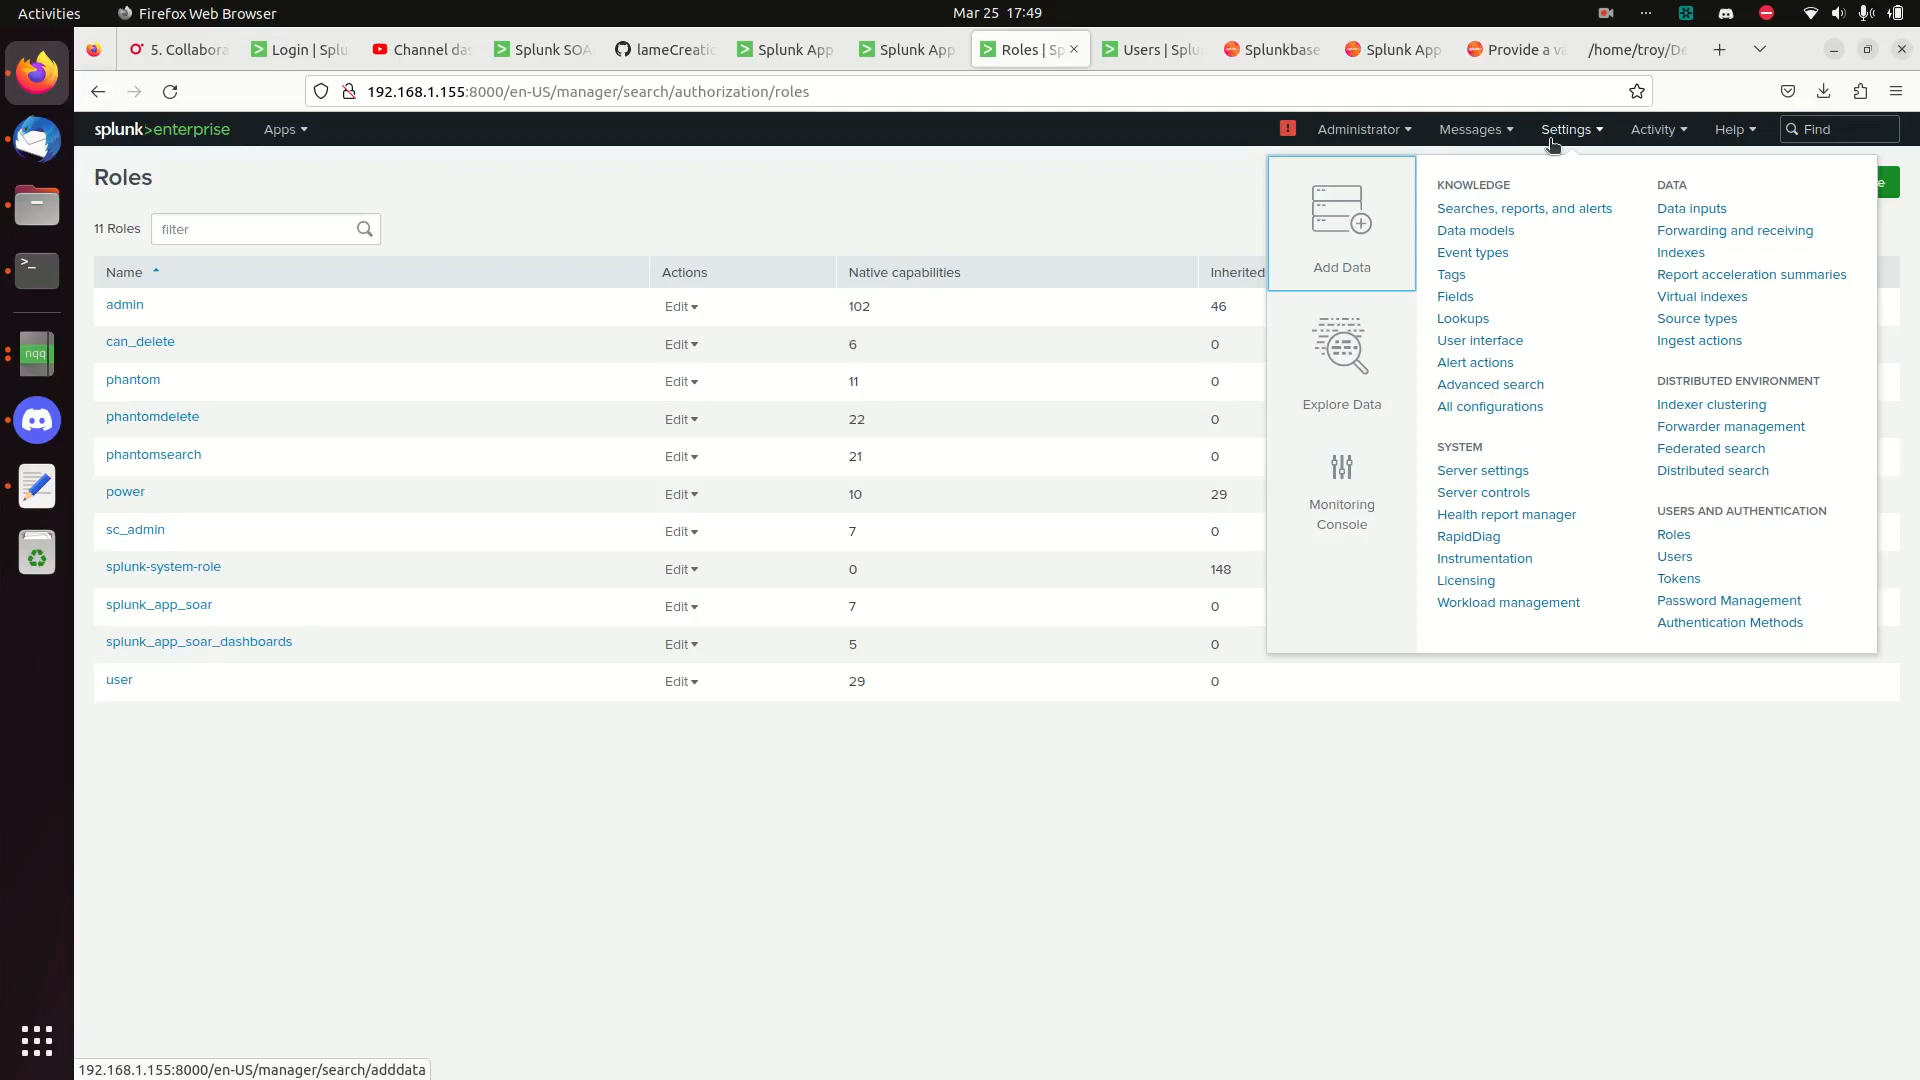 Activities
Firefox Web Browser
Mar 25 17:49
5. Collabora
Login | Splu
Channel das
Splunk SOA
lameCreatio
Splunk App
Splunk App
Roles | Sp
Users | Splu
Splunkbase
Splunk App
Provide a va
/home/troy/De
192.168.1.155:8000/en-US/manager/search/authorization/roles
splunk>enterprise
Apps
Administrator
Messages
Settings
Activity
Help
Find
Roles
11 Roles
filter
Name
Actions
Native capabilities
Inherited
admin
Edit
102
46
can_delete
Edit
6
0
phantom
Edit
11
0
phantomdelete
Edit
22
0
phantomsearch
Edit
21
0
power
Edit
10
29
sc_admin
Edit
7
0
splunk-system-role
Edit
0
148
splunk_app_soar
Edit
7
0
splunk_app_soar_dashboards
Edit
5
0
user
Edit
29
0
Add Data
Explore Data
Monitoring
Console
KNOWLEDGE
Searches, reports, and alerts
Data models
Event types
Tags
Fields
Lookups
User interface
Alert actions
Advanced search
All configurations
SYSTEM
Server settings
Server controls
Health report manager
RapidDiag
Instrumentation
Licensing
Workload management
DATA
Data inputs
Forwarding and receiving
Indexes
Report acceleration summaries
Virtual indexes
Source types
Ingest actions
DISTRIBUTED ENVIRONMENT
Indexer clustering
Forwarder management
Federated search
Distributed search
USERS AND AUTHENTICATION
Roles
Users
Tokens
Password Management
Authentication Methods
e
nqq
192.168.1.155:8000/en-US/manager/search/adddata